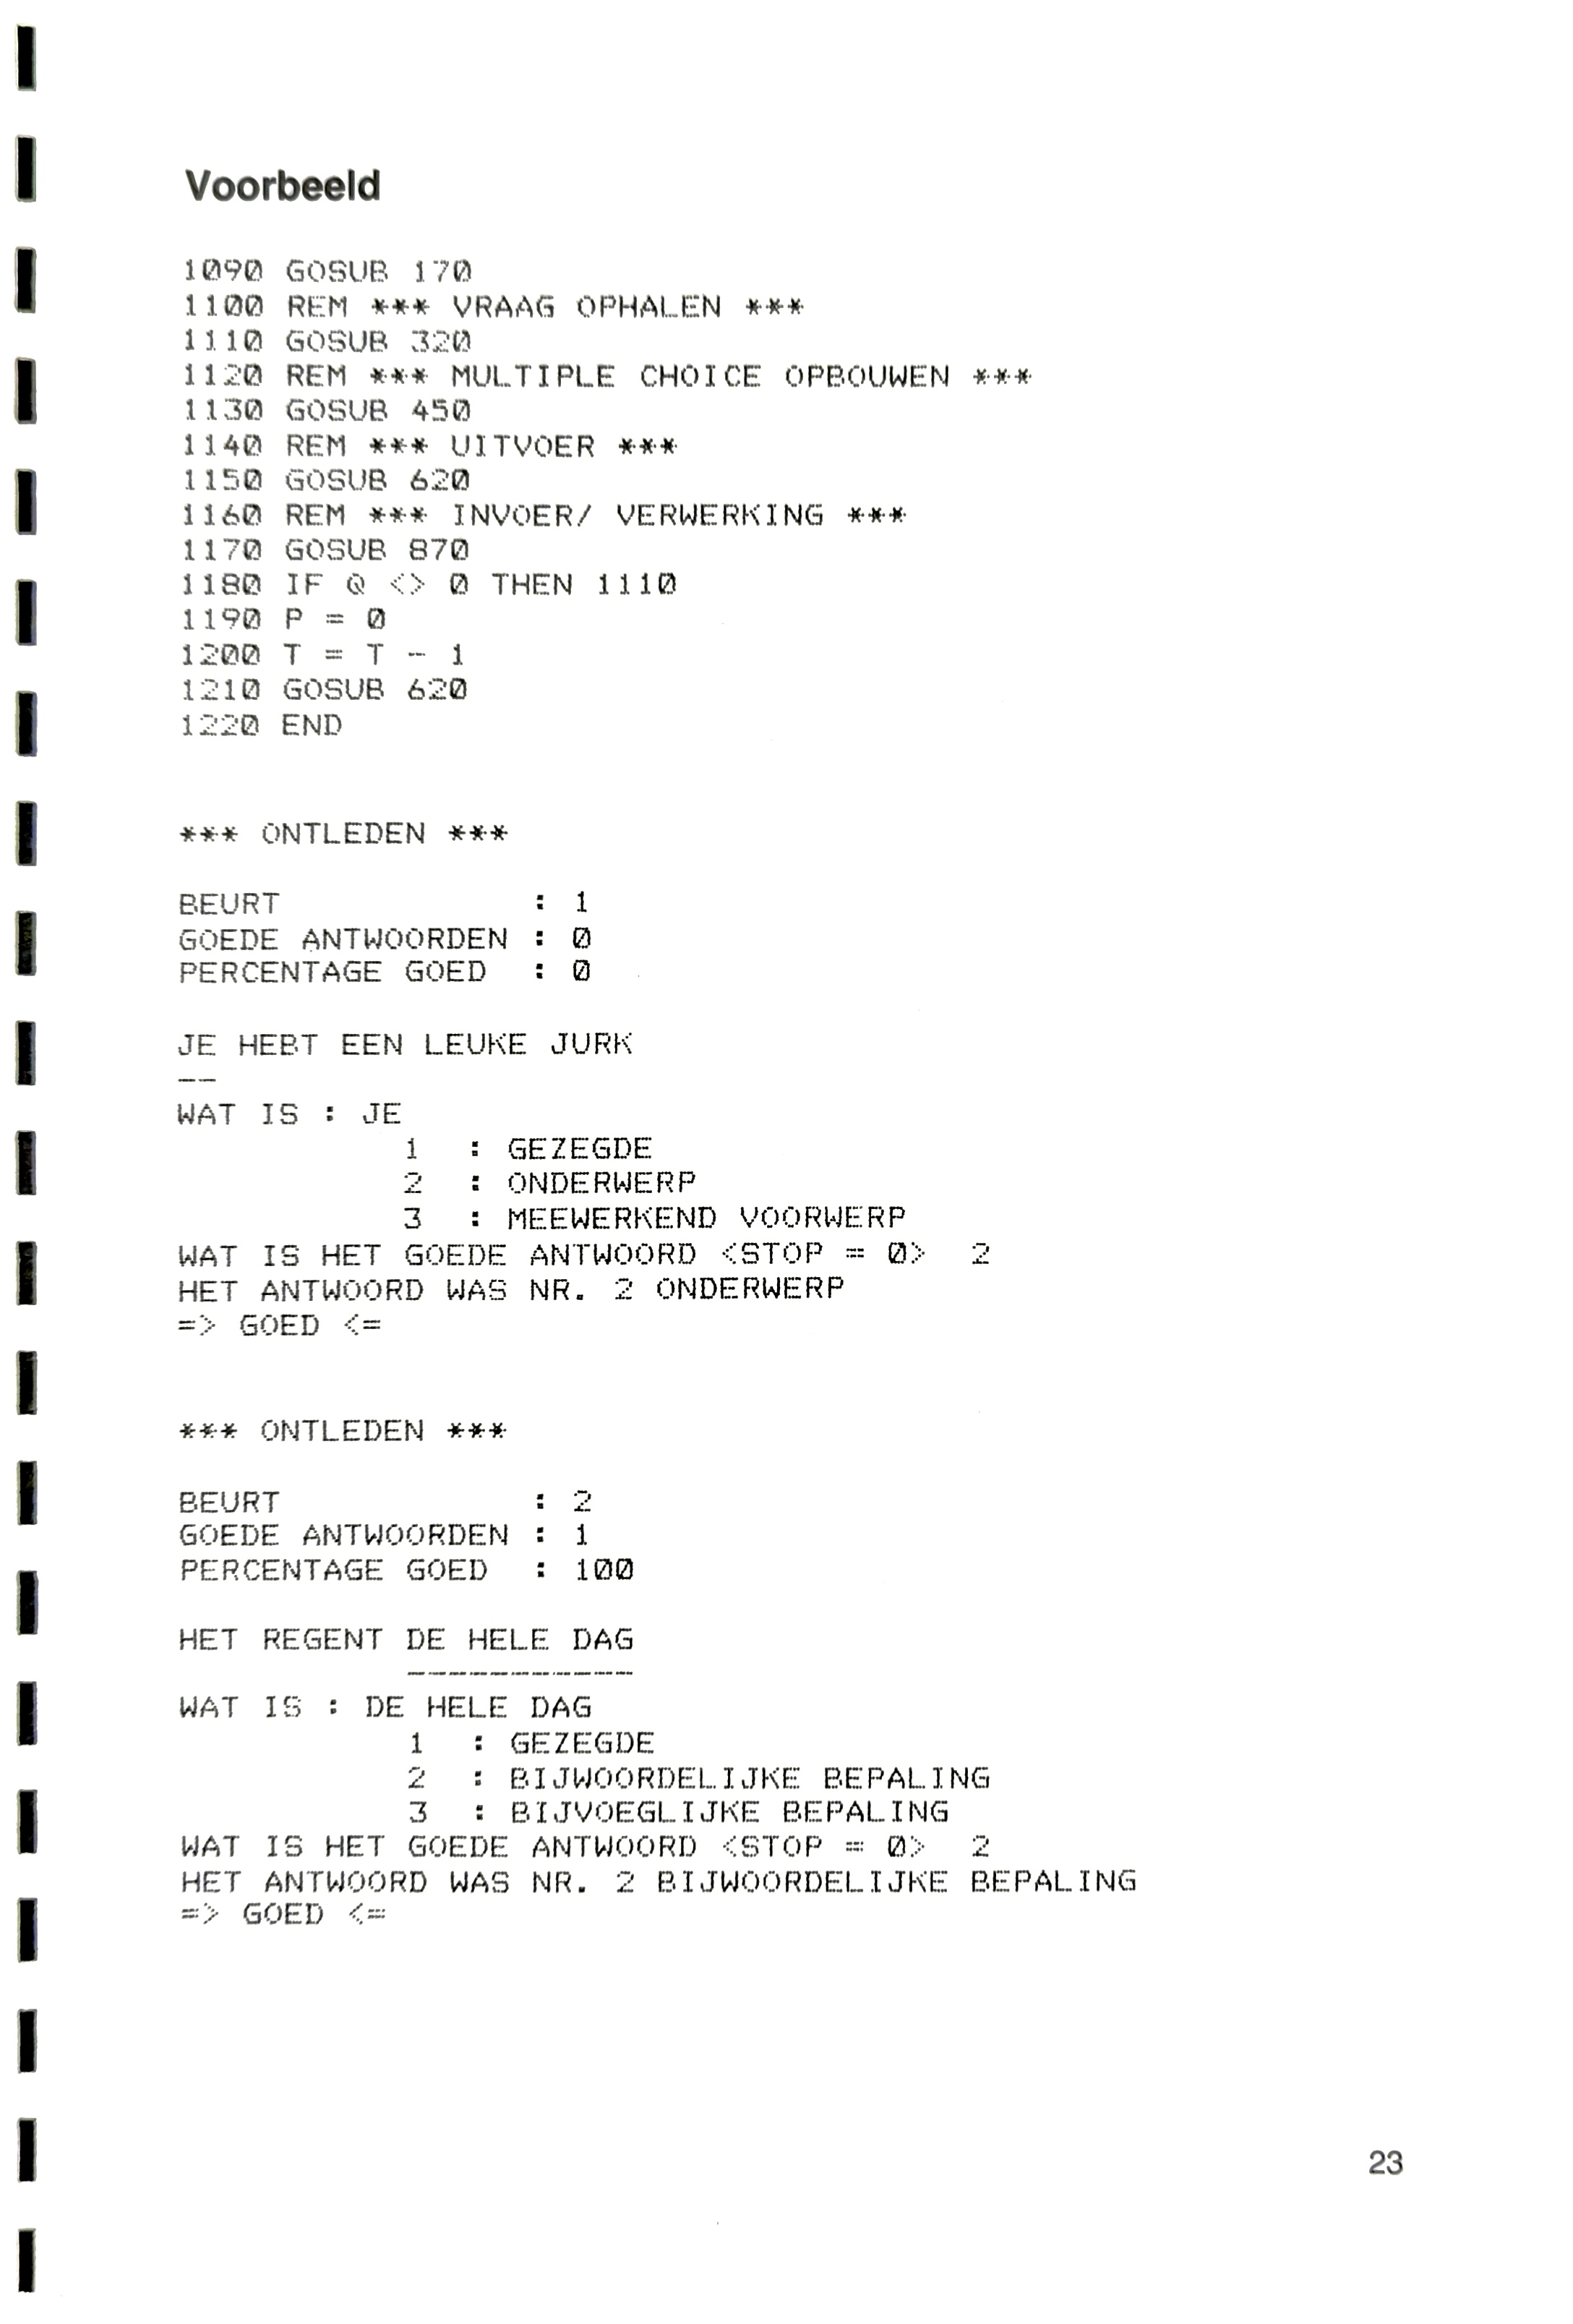 Voorbeeld
1090 GOSUB 170
1100 REM *** VRAAG OPHALEN ***
1110 GOSUB 320
1120 REM *** MULTIPLE CHOICE OPBOUWEN ***
1130 GOSUB 450
1140 REM *** UITVOER ***
1150 GOSUB 620
1160 REM *** INVOER/ VERWERKING ***
1170 GOSUB 870
1180 IF Q <> 0 THEN 1110
1190 P = 0
1200 T = T - 1
1210 GOSUB 620
1220 END
*** ONTLEDEN ***
BEURT : 1
GOEDE ANTWOORDEN : 0
PERCENTAGE GOED : 0
JE HEBT EEN LEUKE JURK
--
WAT IS : JE
1 : GEZEGDE
2 : ONDERWERP
3 : MEEWERKEND VOORWERP
WAT IS HET GOEDE ANTWOORD <STOP = 0> 2
HET ANTWOORD WAS NR. 2 ONDERWERP
=> GOED <=
*** ONTLEDEN ***
BEURT : 2
GOEDE ANTWOORDEN : 1
PERCENTAGE GOED : 100
HET REGENT DE HELE DAG
-----------
WAT IS : DE HELE DAG
1 : GEZEGDE
2 : BIJWOORDELIJKE BEPALING
3 : BIJVOEGLIJKE BEPALING
WAT IS HET GOEDE ANTWOORD <STOP = 0> 2
HET ANTWOORD WAS NR. 2 BIJWOORDELIJKE BEPALING
=> GOED <=
23